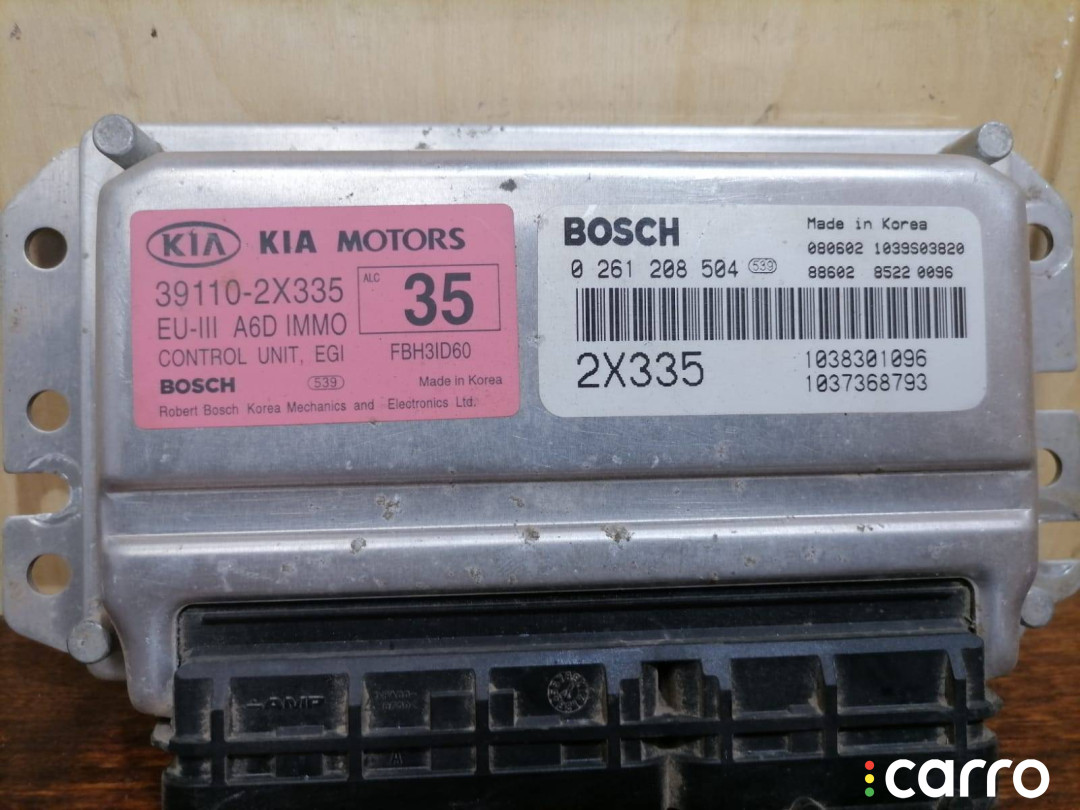 KIA KIA MOTORS
39110-2X335
ALC
35
EU-III A6D IMMO
CONTROL UNIT, EGI
FBH3ID60
BOSCH 539 Made in Korea
Robert Bosch Korea Mechanics and Electronics Ltd.
BOSCH
Made in Korea
0 261 208 504 539
080602 1039S03820
88602 8522 0096
2X335
1038301096
1037368793
AMP
A
carro